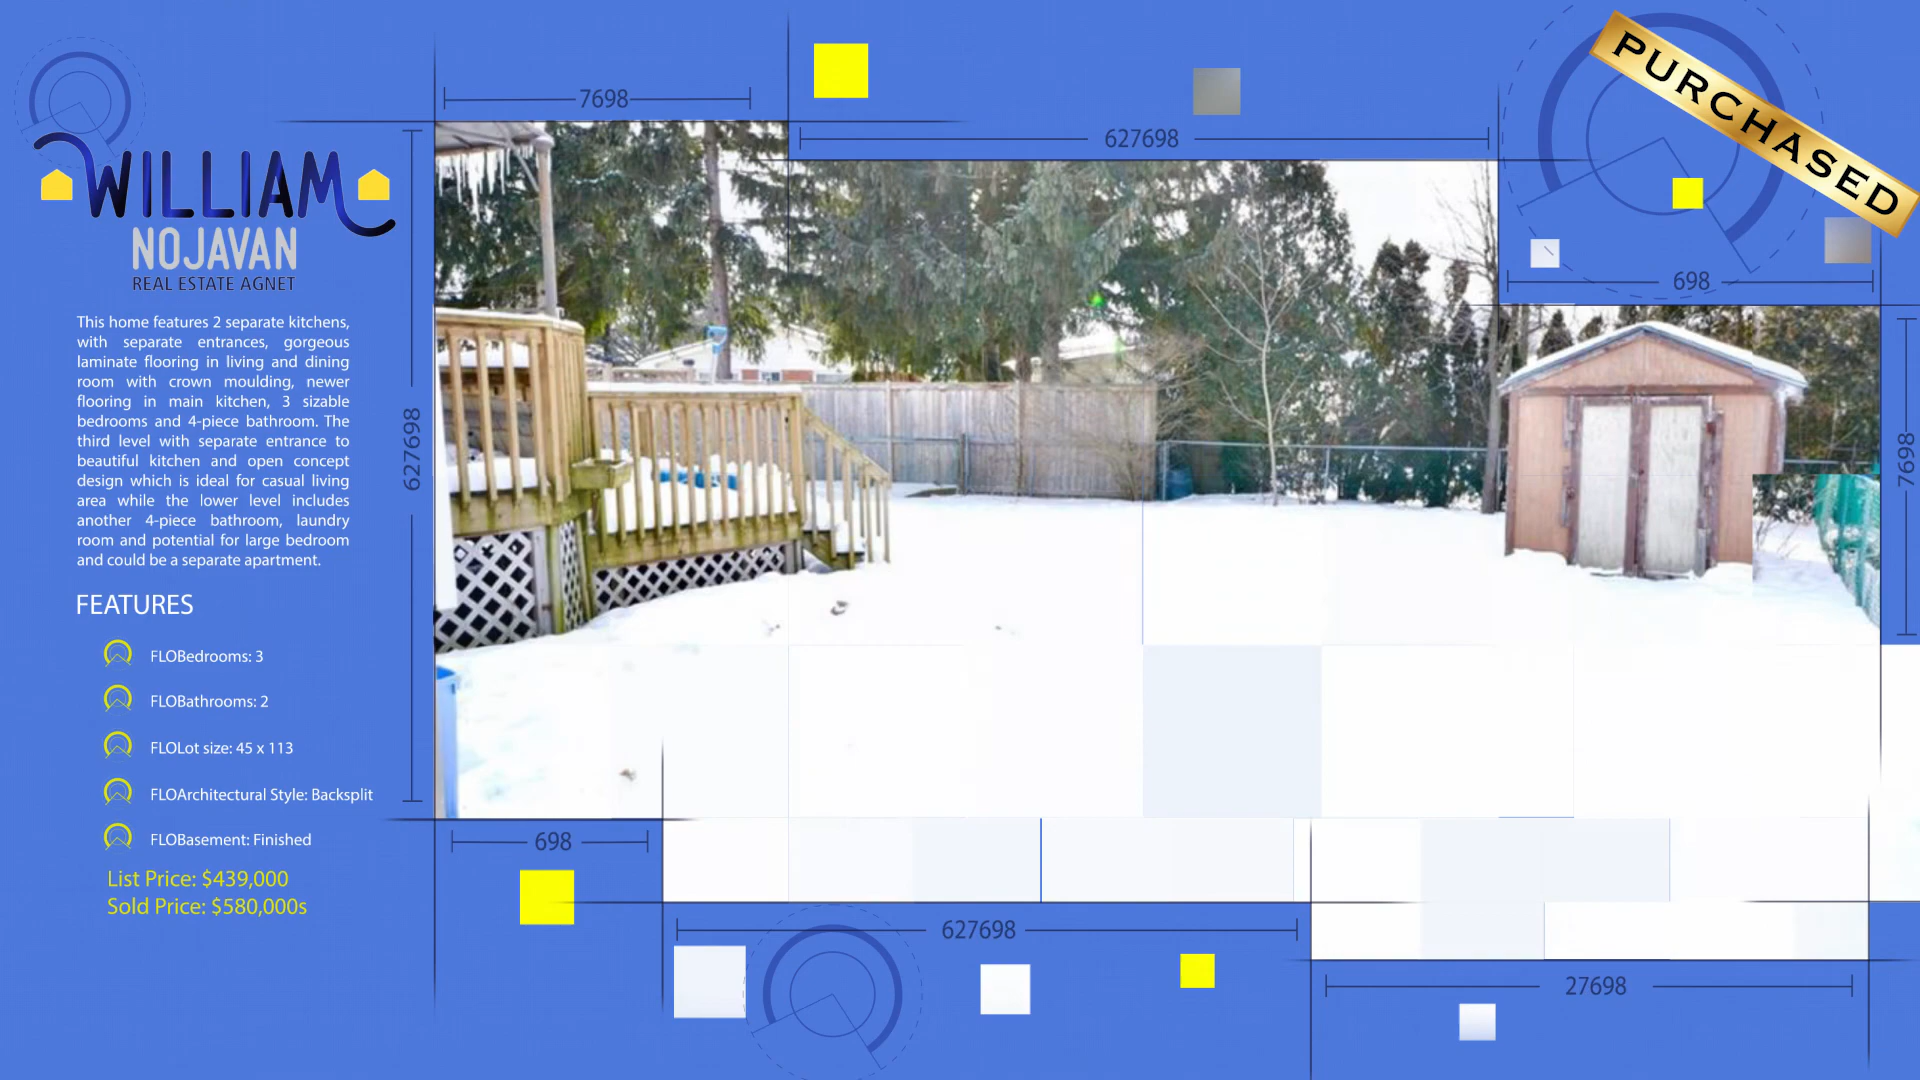 WILLIAM
NOJAVAN
REAL ESTATE AGNET
This home features 2 separate kitchens,
with separate entrances, gorgeous
laminate flooring in living and dining
room with crown moulding, newer
flooring in main kitchen, 3 sizable
bedrooms and 4-piece bathroom. The
third level with separate entrance to
beautiful kitchen and open concept
design which is ideal for casual living
area while the lower level includes
another 4-piece bathroom, laundry
room and potential for large bedroom
and could be a separate apartment.
FEATURES
FLOBedrooms: 3
FLOBathrooms: 2
FLOLot size: 45 x 113
FLOArchitectural Style: Backsplit
FLOBasement: Finished
List Price: $439,000
Sold Price: $580,000s
7698
627698
627698
PURCHASED
698
7698
698
627698
27698